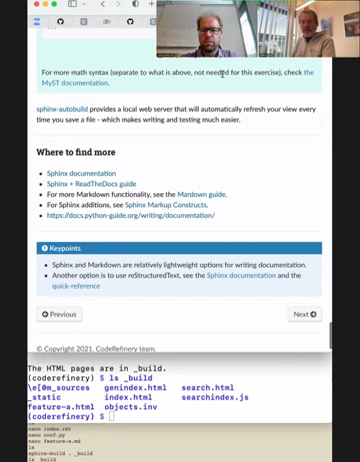 For more math syntax (separate to what is above, not needed for this exercise), check the
MyST documentation.
sphinx-autobuild provides a local web server that will automatically refresh your view every
time you save a file - which makes writing and testing much easier.
Where to find more
• Sphinx documentation
• Sphinx + ReadTheDocs guide
• For more Markdown functionality, see the Mardown guide.
• For Sphinx additions, see Sphinx Markup Constructs.
• https://docs.python-guide.org/writing/documentation/
Keypoints
• Sphinx and Markdown are relatively lightweight options for writing documentation.
• Another option is to use reStructuredText, see the Sphinx documentation and the
quick-reference
Previous
Next
© Copyright 2021, CodeRefinery team.
The HTML pages are in _build.
(coderefinery) $ ls _build
\e[0m_sources genindex.html search.html
_static index.html searchindex.js
feature-a.html objects.inv
(coderefinery) $
nano index.rst
nano conf.py
nano feature-a.md
ls
sphinx-build . _build
ls _build